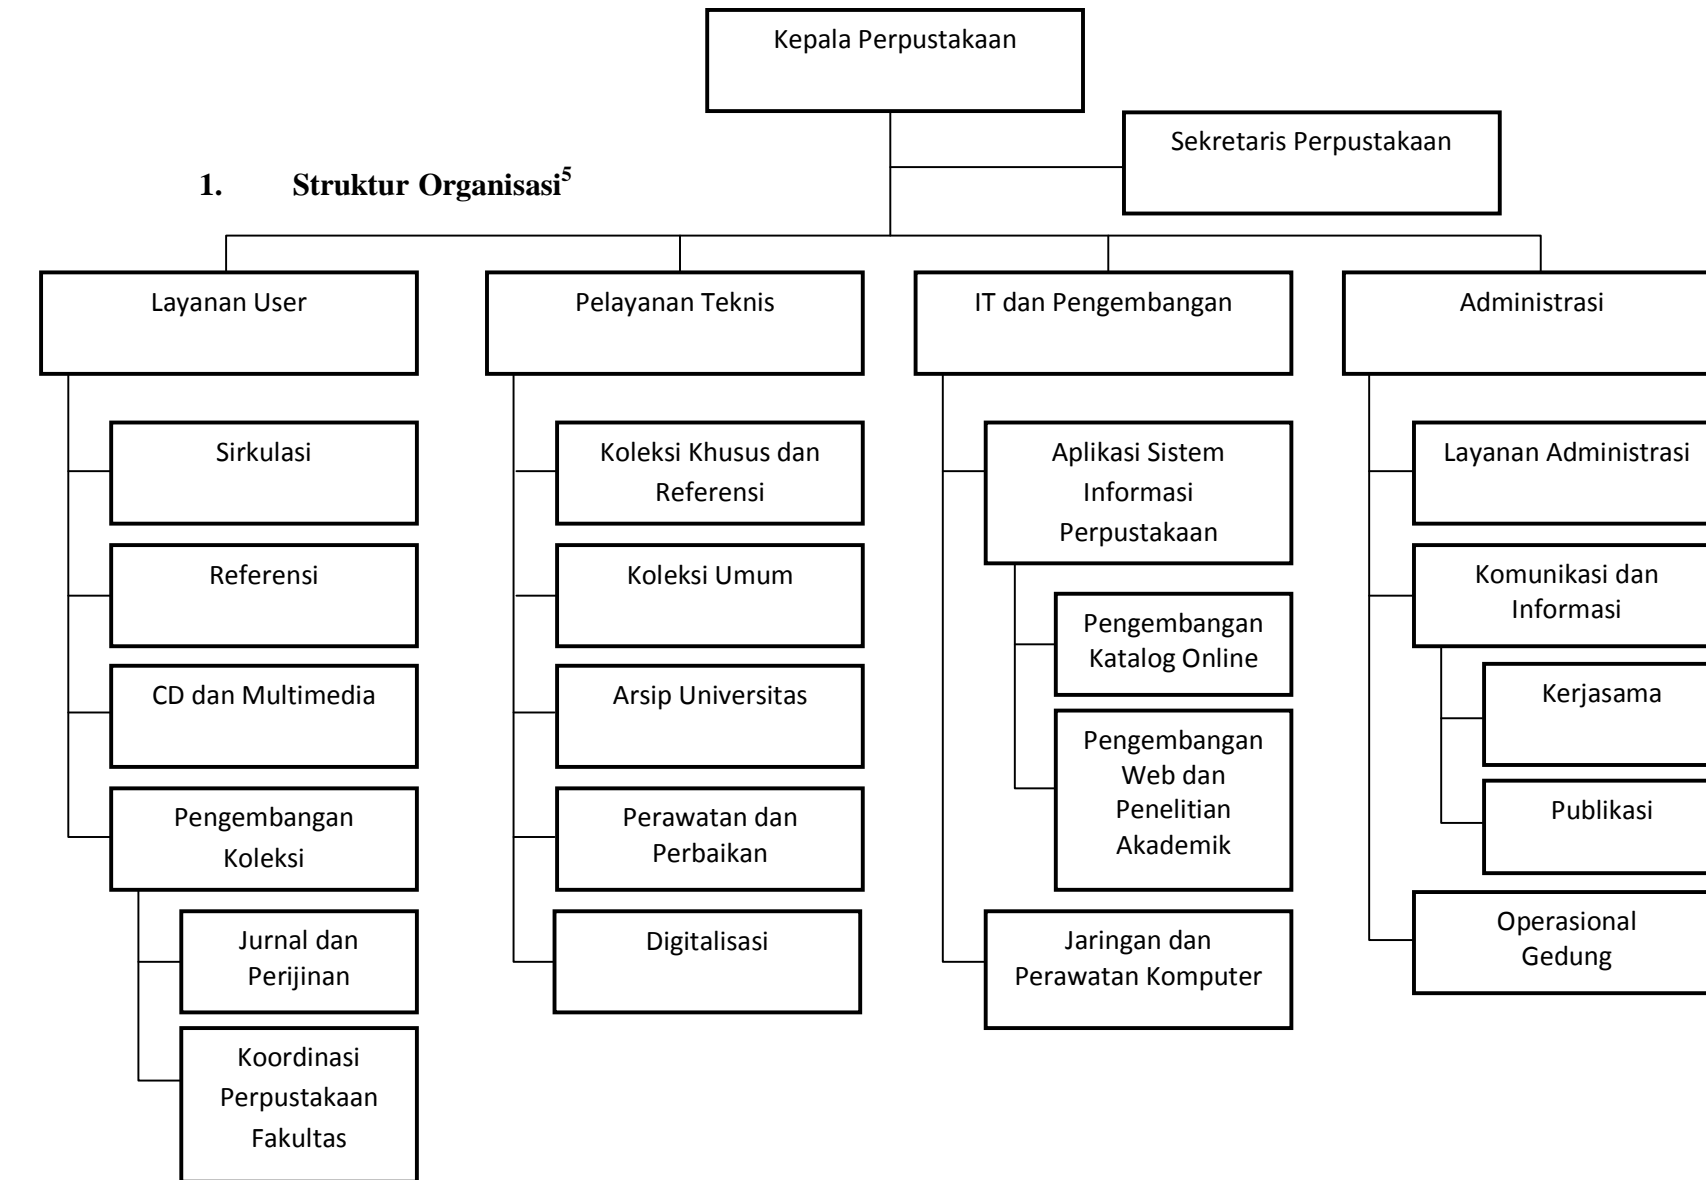 Kepala Perpustakaan
Sekretaris Perpustakaan
1. Struktur Organisasi5
Layanan User
Sirkulasi
Referensi
CD dan Multimedia
Pengembangan
Koleksi
Jurnal dan
Perijinan
Koordinasi
Perpustakaan
Fakultas
Pelayanan Teknis
Koleksi Khusus dan
Referensi
Koleksi Umum
Arsip Universitas
Perawatan dan
Perbaikan
Digitalisasi
IT dan Pengembangan
Aplikasi Sistem
Informasi
Perpustakaan
Pengembangan
Katalog Online
Pengembangan
Web dan
Penelitian
Akademik
Jaringan dan
Perawatan Komputer
Administrasi
Layanan Administrasi
Komunikasi dan
Informasi
Kerjasama
Publikasi
Operasional
Gedung